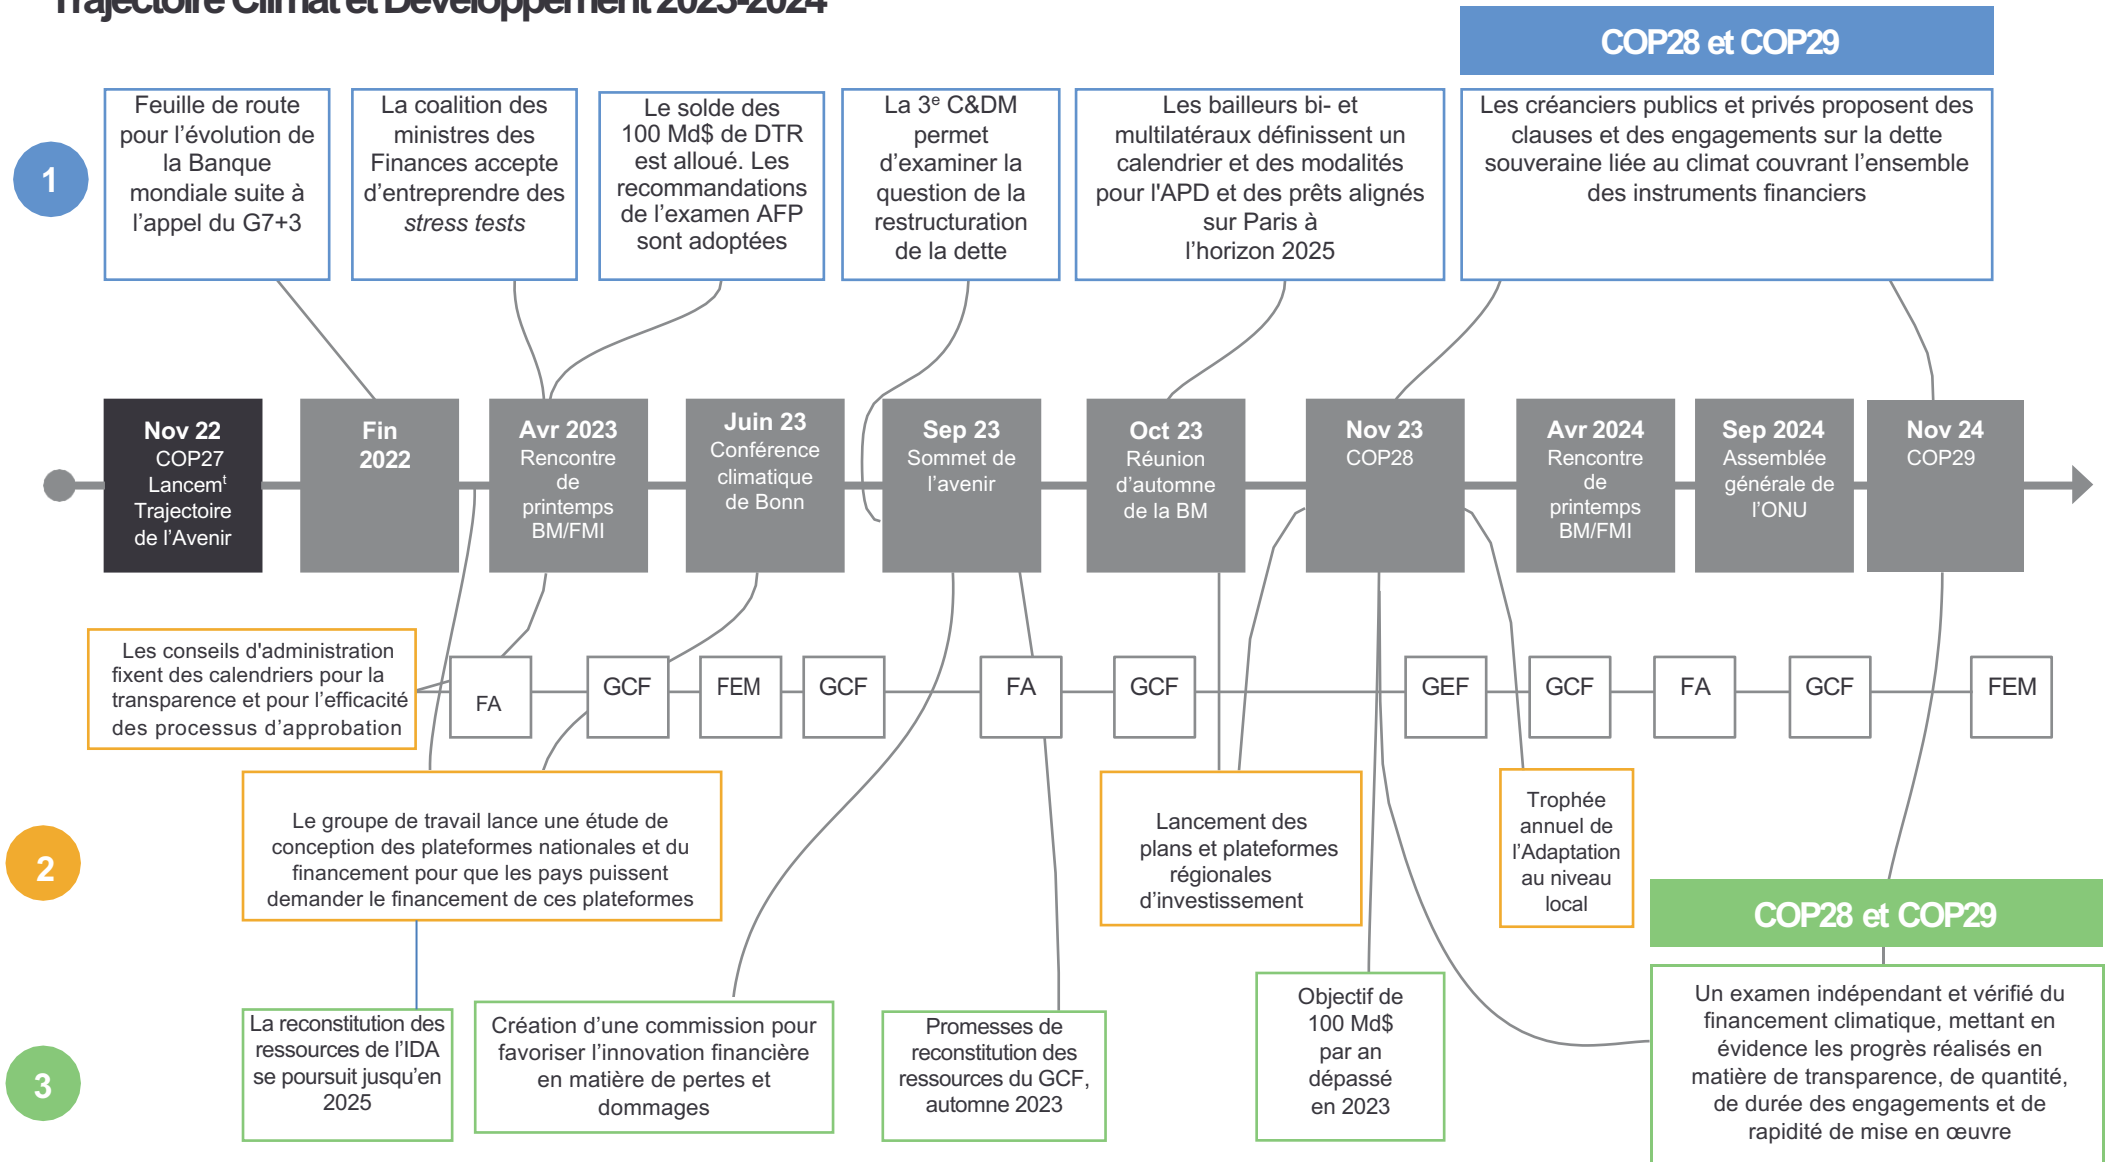 Trajectoire Climat et Développement 2023-2024
COP28 et COP29
1
Feuille de route
pour l’évolution de
la Banque
mondiale suite à
l’appel du G7+3
La coalition des
ministres des
Finances accepte
d’entreprendre des
stress tests
Le solde des
100 Md$ de DTR
est alloué. Les
recommandations
de l’examen AFP
sont adoptées
La 3e C&DM
permet
d’examiner la
question de la
restructuration
de la dette
Les bailleurs bi- et
multilatéraux définissent un
calendrier et des modalités
pour l'APD et des prêts alignés
sur Paris à
l’horizon 2025
Les créanciers publics et privés proposent des
clauses et des engagements sur la dette
souveraine liée au climat couvrant l’ensemble
des instruments financiers
Nov 22
COP27
Lancemt
Trajectoire
de l’Avenir
Fin
2022
Avr 2023
Rencontre
de
printemps
BM/FMI
Juin 23
Conférence
climatique
de Bonn
Sep 23
Sommet de
l’avenir
Oct 23
Réunion
d’automne
de la BM
Nov 23
COP28
Avr 2024
Rencontre
de
printemps
BM/FMI
Sep 2024
Assemblée
générale de
l’ONU
Nov 24
COP29
Les conseils d'administration
fixent des calendriers pour la
transparence et pour l’efficacité
des processus d’approbation
FA
GCF
FEM
GCF
FA
GCF
GEF
GCF
FA
GCF
FEM
2
Le groupe de travail lance une étude de
conception des plateformes nationales et du
financement pour que les pays puissent
demander le financement de ces plateformes
Lancement des
plans et plateformes
régionales
d’investissement
Trophée
annuel de
l’Adaptation
au niveau
local
COP28 et COP29
3
La reconstitution des
ressources de l’IDA
se poursuit jusqu’en
2025
Création d’une commission pour
favoriser l’innovation financière
en matière de pertes et
dommages
Promesses de
reconstitution des
ressources du GCF,
automne 2023
Objectif de
100 Md$
par an
dépassé
en 2023
Un examen indépendant et vérifié du
financement climatique, mettant en
évidence les progrès réalisés en
matière de transparence, de quantité,
de durée des engagements et de
rapidité de mise en œuvre